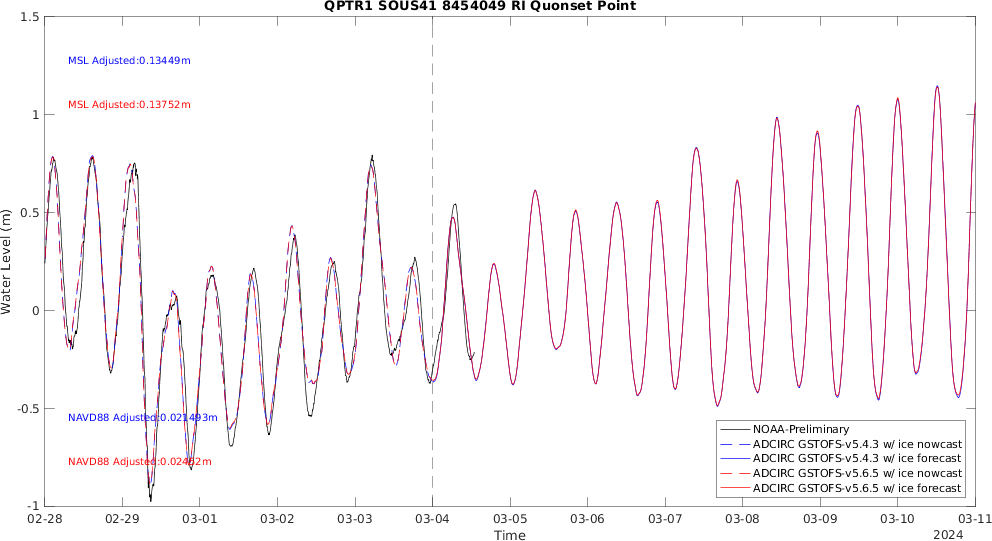 QPTR1 SOUS41 8454049 RI Quonset Point
1.5
1
0.5
0
-0.5
-1
Water Level (m)
MSL Adjusted:0.13449m
MSL Adjusted:0.13752m
NAVD88 Adjusted:0.021493m
NAVD88 Adjusted:0.02462m
NOAA-Preliminary
ADCIRC GSTOFS-v5.4.3 w/ ice nowcast
ADCIRC GSTOFS-v5.4.3 w/ ice forecast
ADCIRC GSTOFS-v5.6.5 w/ ice nowcast
ADCIRC GSTOFS-v5.6.5 w/ ice forecast
02-28 02-29 03-01 03-02 03-03 03-04 03-05 03-06 03-07 03-08 03-09 03-10 03-11
Time
2024